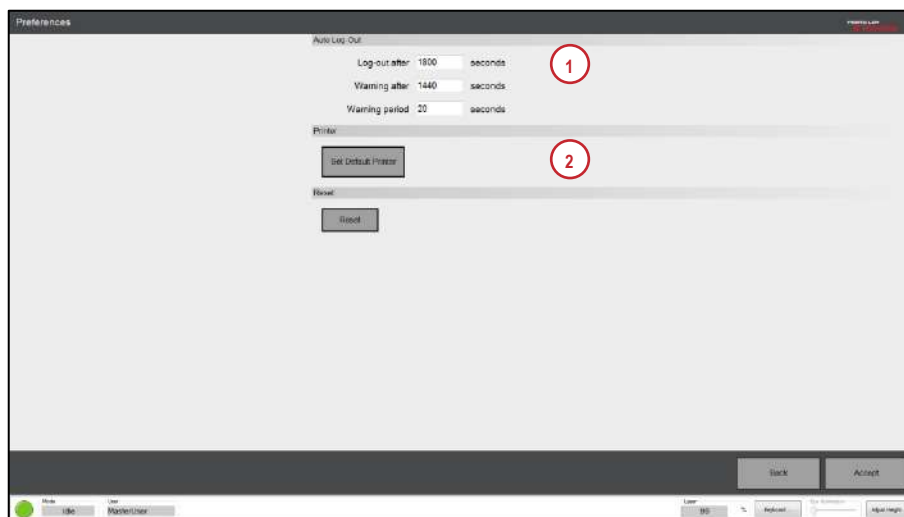 Preferences
Auto Log-Out
Log-out after 1800 seconds
1
Warning after 1440 seconds
Warning period 20 seconds
Printer
Set Default Printer
2
Reset
Reset
Back Accept
Mode User Laser
Idle MasterUser % Keyboard Adjust Height